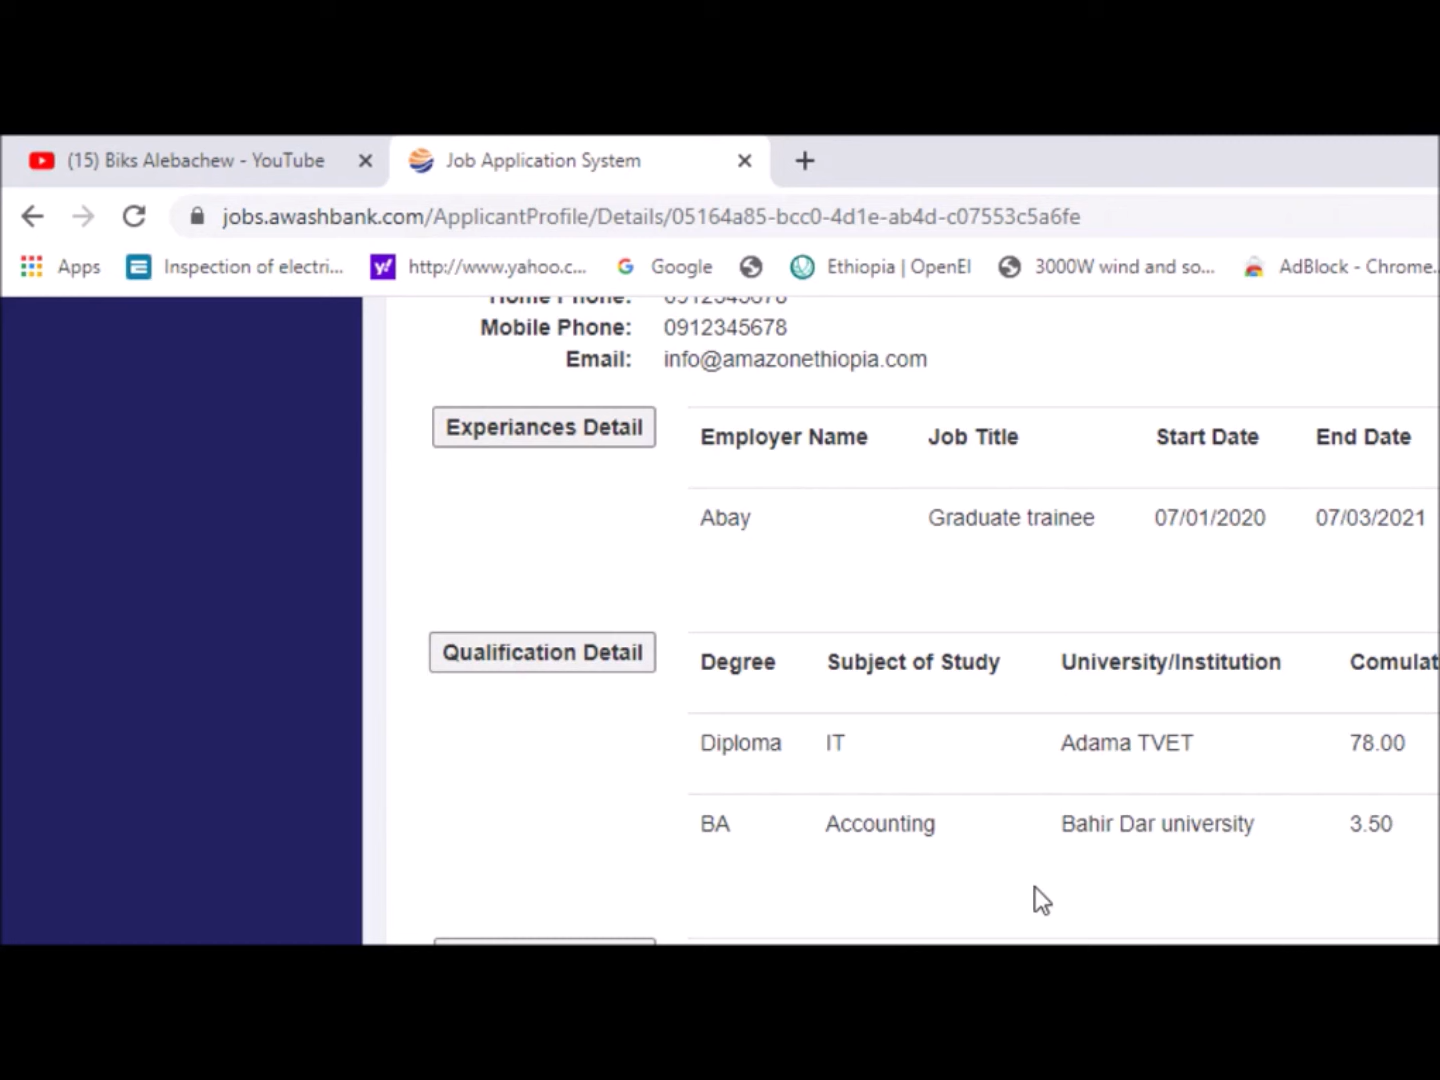 (15) Biks Alebachew - YouTube
Job Application System
jobs.awashbank.com/ApplicantProfile/Details/05164a85-bcc0-4d1e-ab4d-c07553c5a6fe
Apps Inspection of electri... http://www.yahoo.c... Google Ethiopia | OpenEI 3000W wind and so... AdBlock - Chrome...
Home Phone: 0912345678
Mobile Phone: 0912345678
Email: info@amazonethiopia.com
Experiances Detail
Employer Name Job Title Start Date End Date
Abay Graduate trainee 07/01/2020 07/03/2021
Qualification Detail
Degree Subject of Study University/Institution Comulat
Diploma IT Adama TVET 78.00
BA Accounting Bahir Dar university 3.50